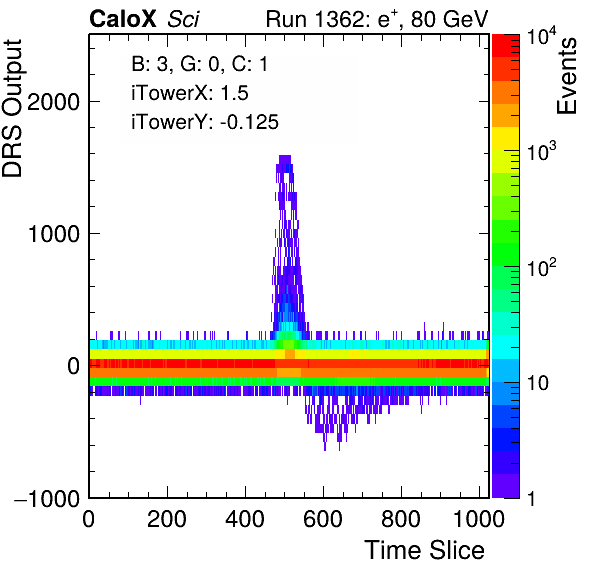 CaloX Sci Run 1362: e⁺, 80 GeV
B: 3, G: 0, C: 1
iTowerX: 1.5
iTowerY: -0.125
DRS Output
2000
1000
0
−1000
0 200 400 600 800 1000
Time Slice
Events
10⁴
10³
10²
10
1